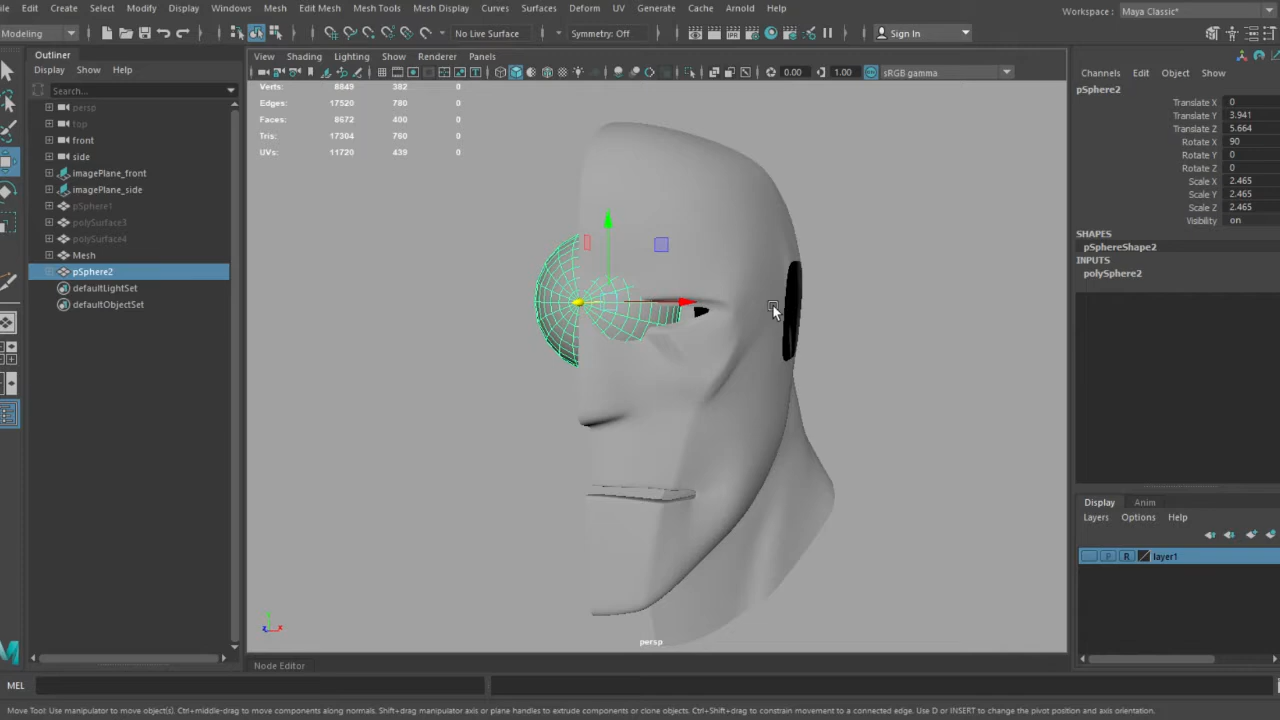 ile Edit Create Select Modify Display Windows Mesh Edit Mesh Mesh Tools Mesh Display Curves Surfaces Deform UV Generate Cache Arnold Help
Workspace : Maya Classic*
Modeling
No Live Surface
Symmetry: Off
Sign In
Outliner
Display Show Help
Search...
persp
top
front
side
imagePlane_front
imagePlane_side
pSphere1
polySurface3
polySurface4
Mesh
pSphere2
defaultLightSet
defaultObjectSet
View Shading Lighting Show Renderer Panels
0.00 1.00 sRGB gamma
Verts: 8849 382 0
Edges: 17520 780 0
Faces: 8672 400 0
Tris: 17304 760 0
UVs: 11720 439 0
z x
persp
Channels Edit Object Show
pSphere2
Translate X 0
Translate Y 3.941
Translate Z 5.664
Rotate X 90
Rotate Y 0
Rotate Z 0
Scale X 2.465
Scale Y 2.465
Scale Z 2.465
Visibility on
SHAPES
pSphereShape2
INPUTS
polySphere2
Display Anim
Layers Options Help
P R layer1
Node Editor
MEL
Move Tool: Use manipulator to move object(s). Ctrl+middle-drag to move components along normals. Shift+drag manipulator axis or plane handles to extrude components or clone objects. Ctrl+Shift+drag to constrain movement to a connected edge. Use D or INSERT to change the pivot position and axis orientation.